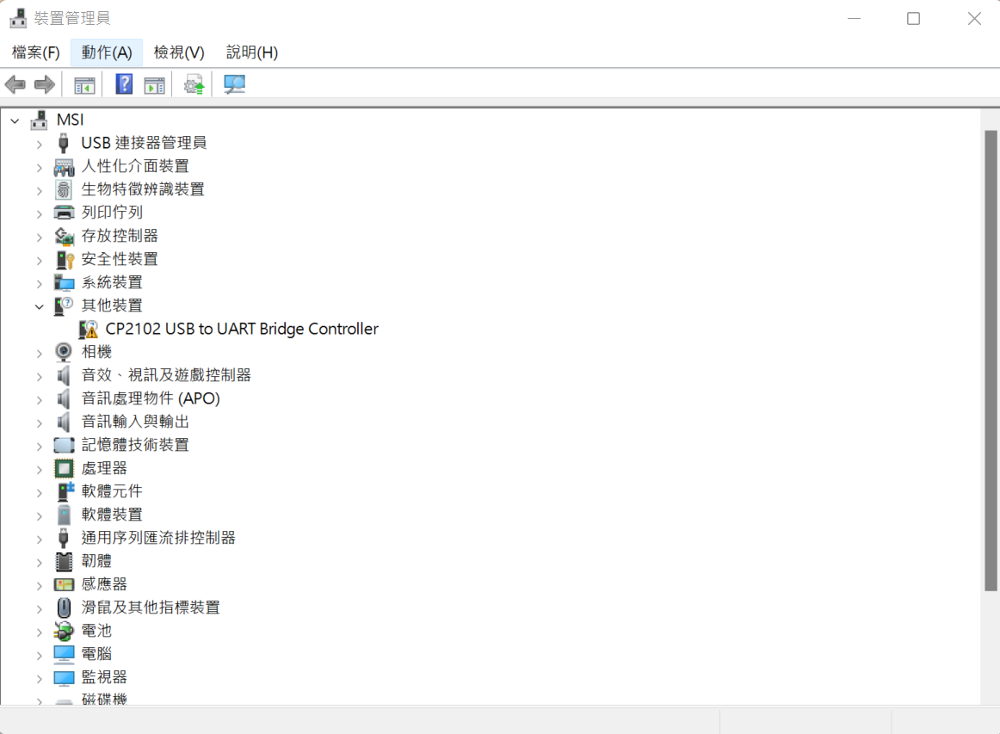 裝置管理員
檔案(F) 動作(A) 檢視(V) 說明(H)
MSI
USB 連接器管理員
人性化介面裝置
生物特徵辨識裝置
列印佇列
存放控制器
安全性裝置
系統裝置
其他裝置
CP2102 USB to UART Bridge Controller
相機
音效、視訊及遊戲控制器
音訊處理物件 (APO)
音訊輸入與輸出
記憶體技術裝置
處理器
軟體元件
軟體裝置
通用序列匯流排控制器
韌體
感應器
滑鼠及其他指標裝置
電池
電腦
監視器
磁碟機